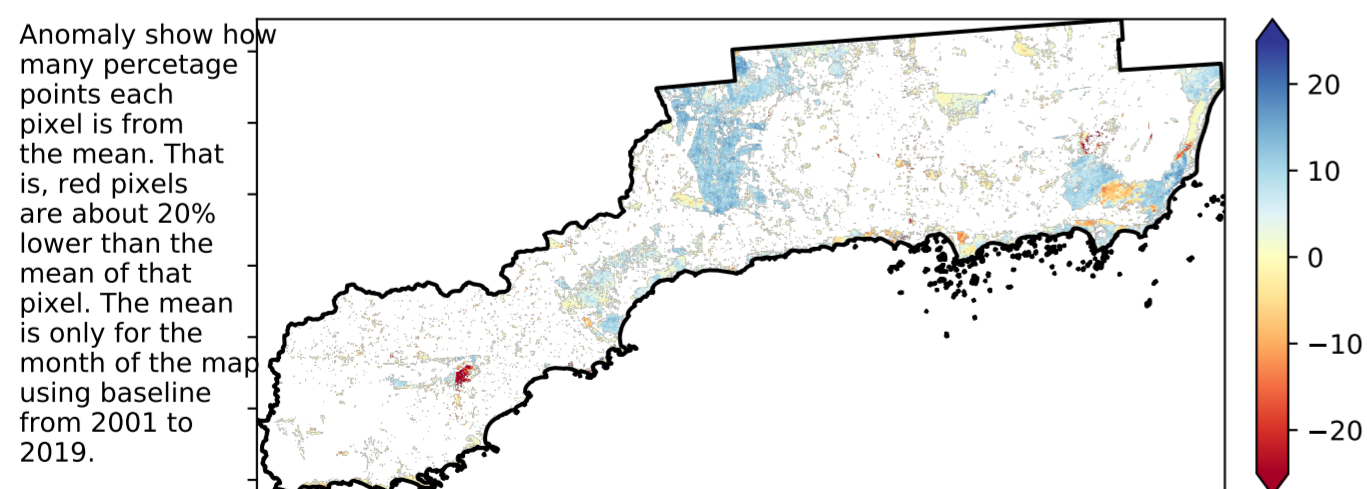 Anomaly show how
many percetage
points each
pixel is from
the mean. That
is, red pixels
are about 20%
lower than the
mean of that
pixel. The mean
is only for the
month of the map
using baseline
from 2001 to
2019.
20
10
0
−10
−20